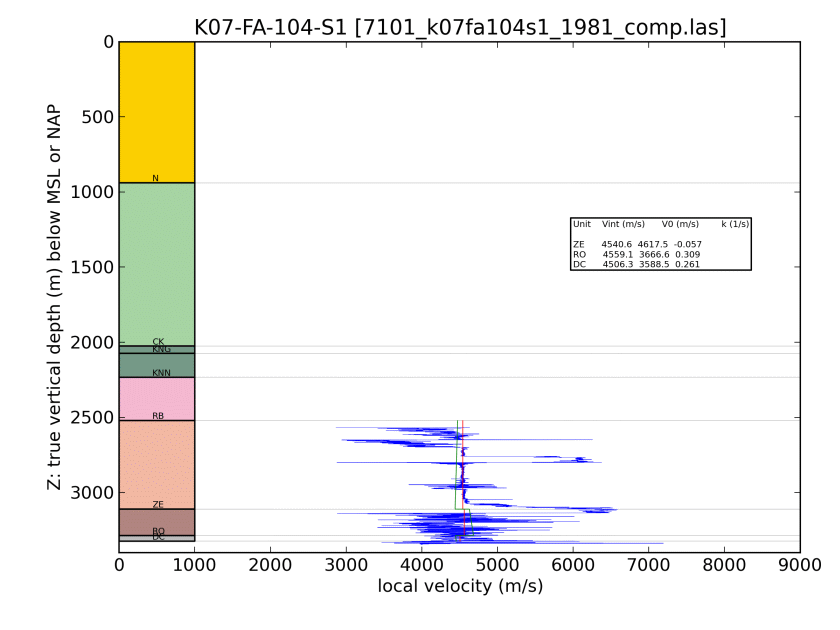 K07-FA-104-S1 [7101_k07fa104s1_1981_comp.las]
Z: true vertical depth (m) below MSL or NAP
0
500
1000
1500
2000
2500
3000
N
CK
KNG
KNN
RB
ZE
RO
DC
Unit Vint (m/s) V0 (m/s) k (1/s)
ZE 4540.6 4617.5 -0.057
RO 4559.1 3666.6 0.309
DC 4506.3 3588.5 0.261
0 1000 2000 3000 4000 5000 6000 7000 8000 9000
local velocity (m/s)